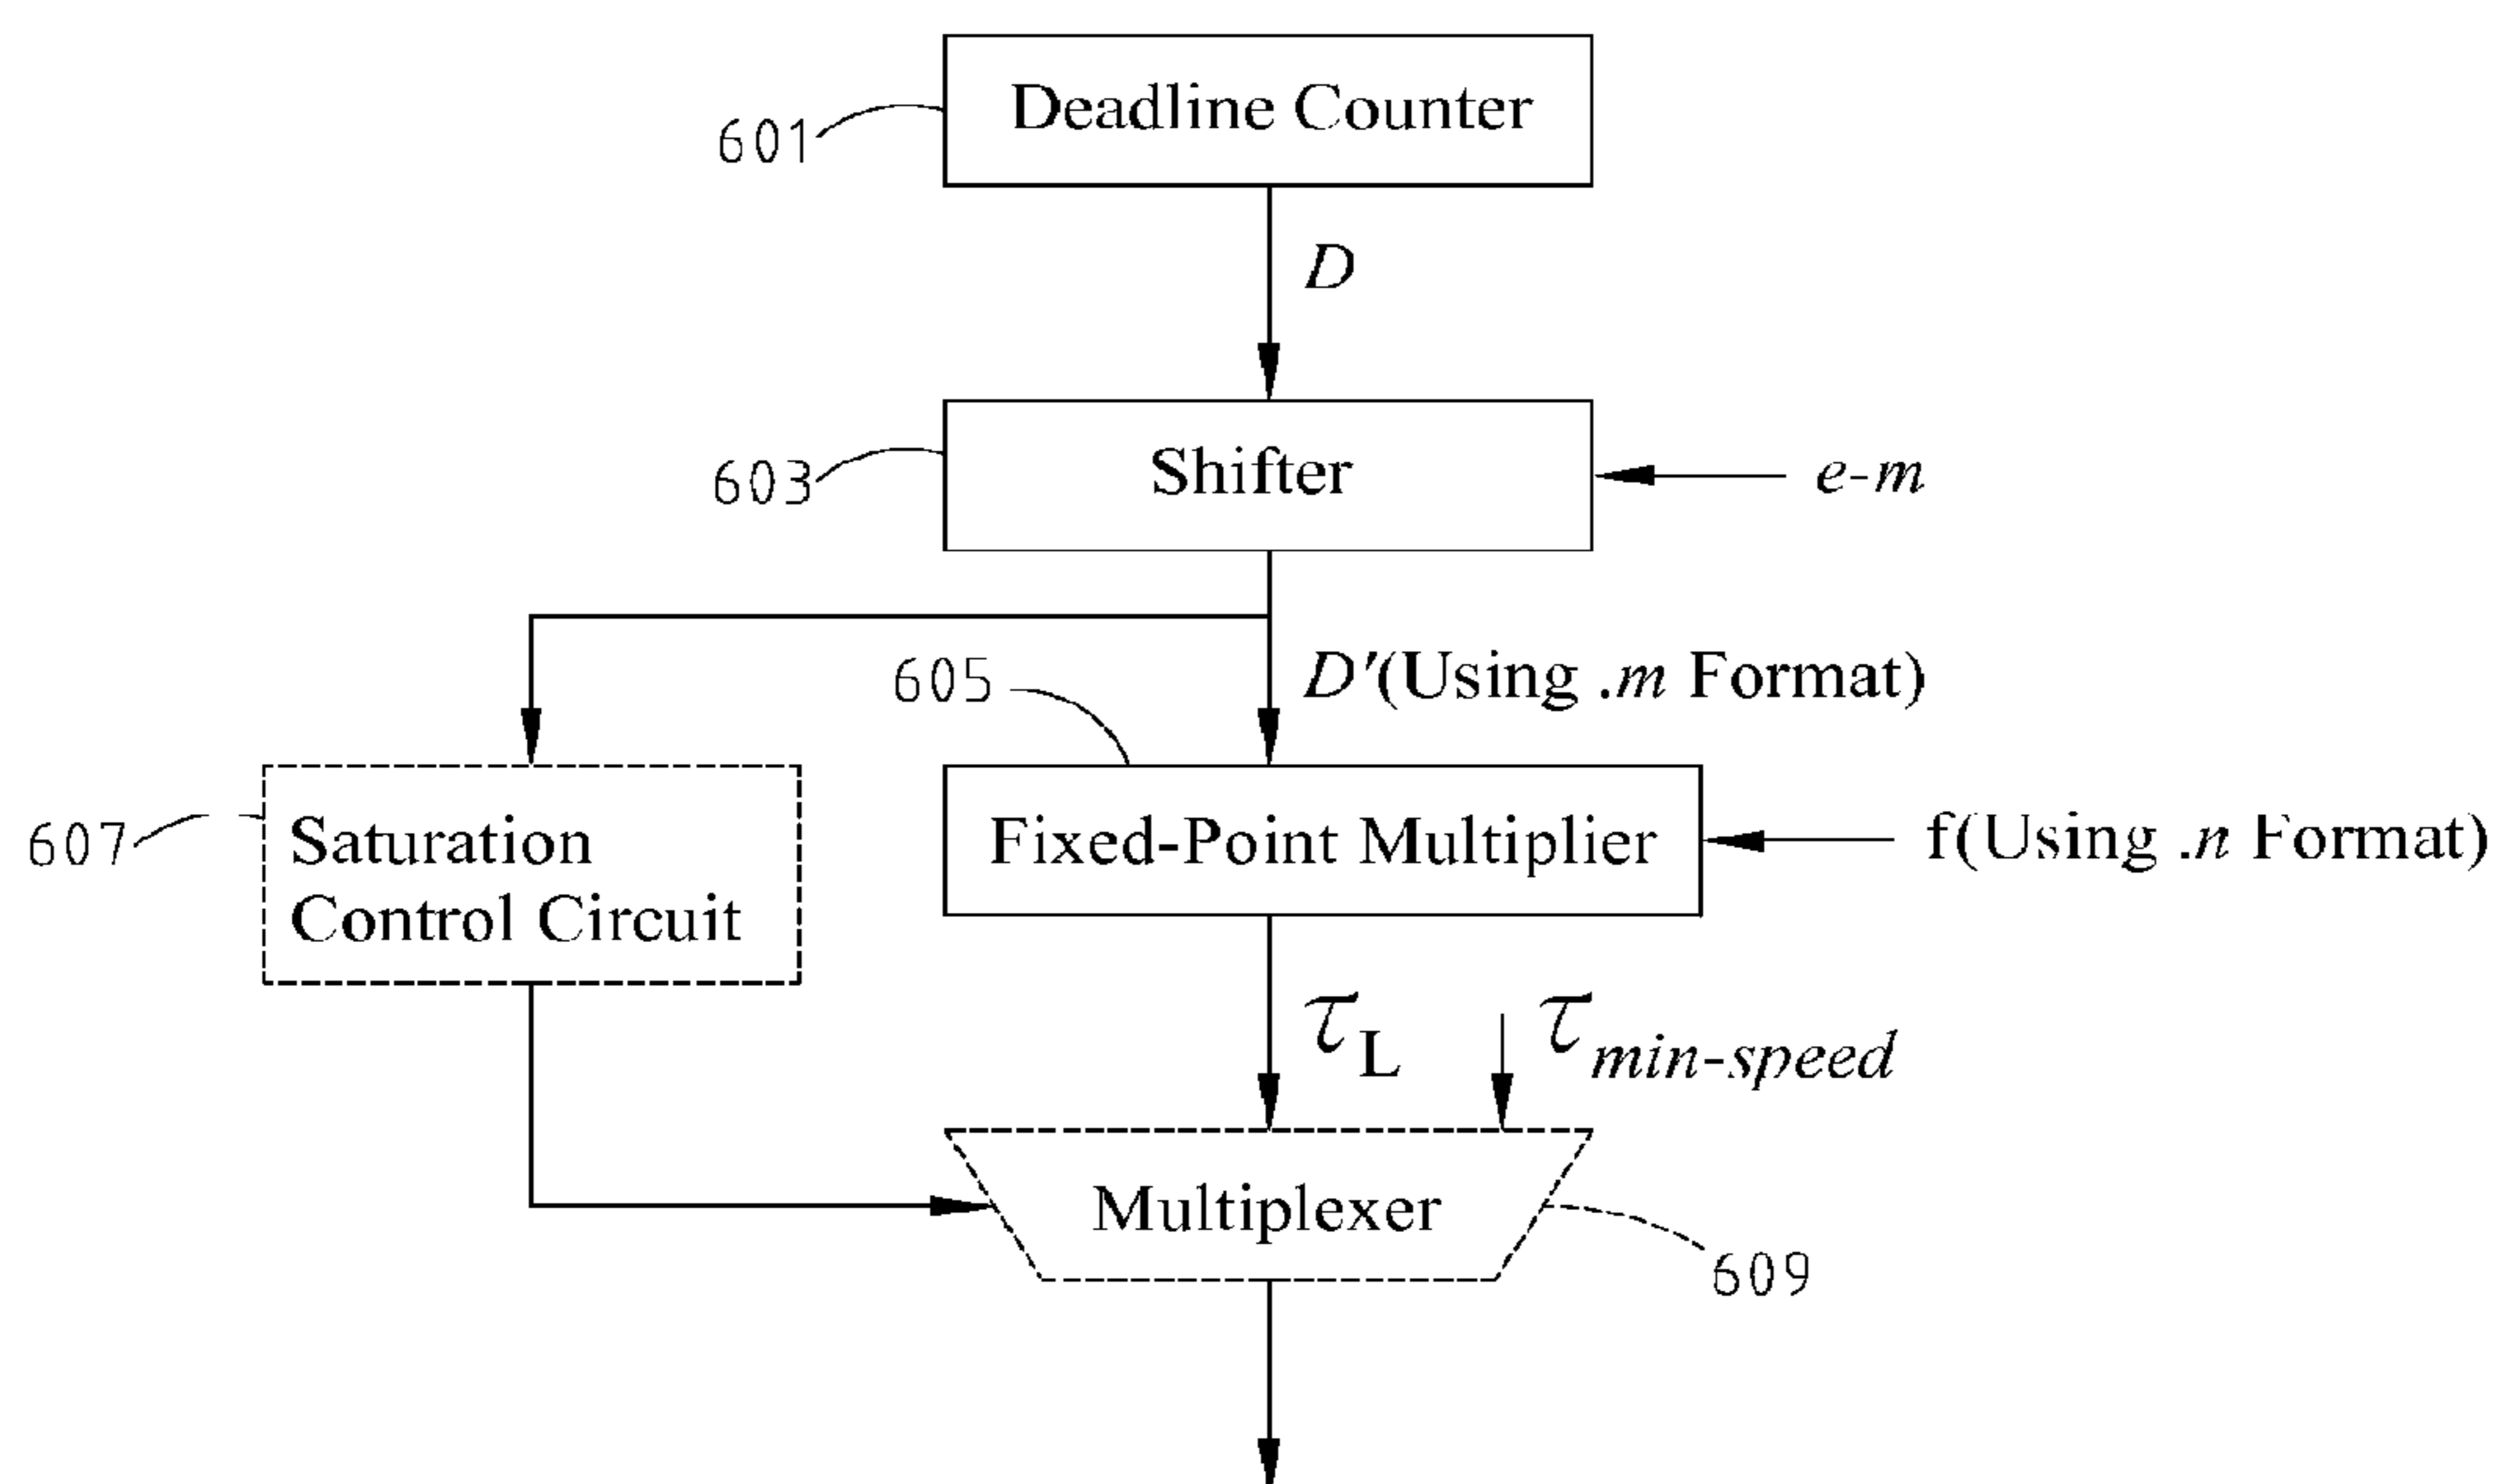 Deadline Counter
601
D
Shifter
603
e-m
605
D'(Using .m Format)
607
Saturation
Control Circuit
Fixed-Point Multiplier
f(Using .n Format)
τL
τmin-speed
Multiplexer
609